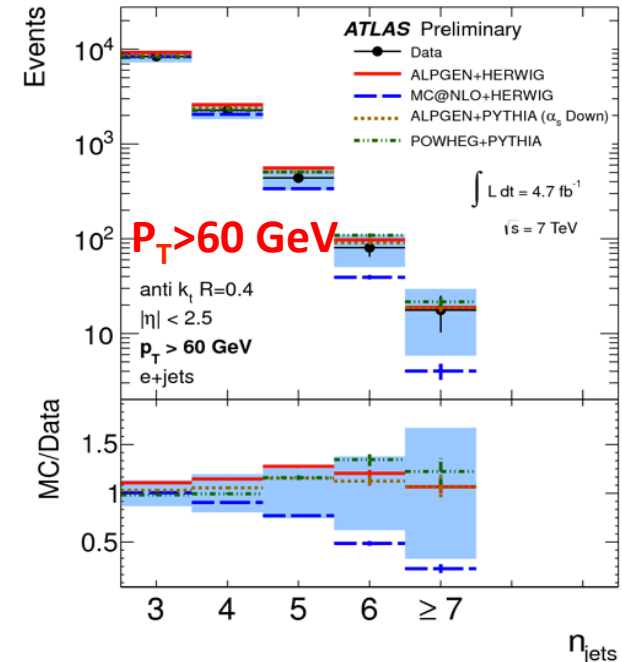 Events
ATLAS Preliminary
Data
ALPGEN+HERWIG
MC@NLO+HERWIG
ALPGEN+PYTHIA (αs Down)
POWHEG+PYTHIA
∫ L dt = 4.7 fb⁻¹
√s = 7 TeV
10⁴
10³
10²
10
PT>60 GeV
anti kt R=0.4
|η| < 2.5
pT > 60 GeV
e+jets
MC/Data
1.5
1
0.5
3 4 5 6 ≥ 7
njets